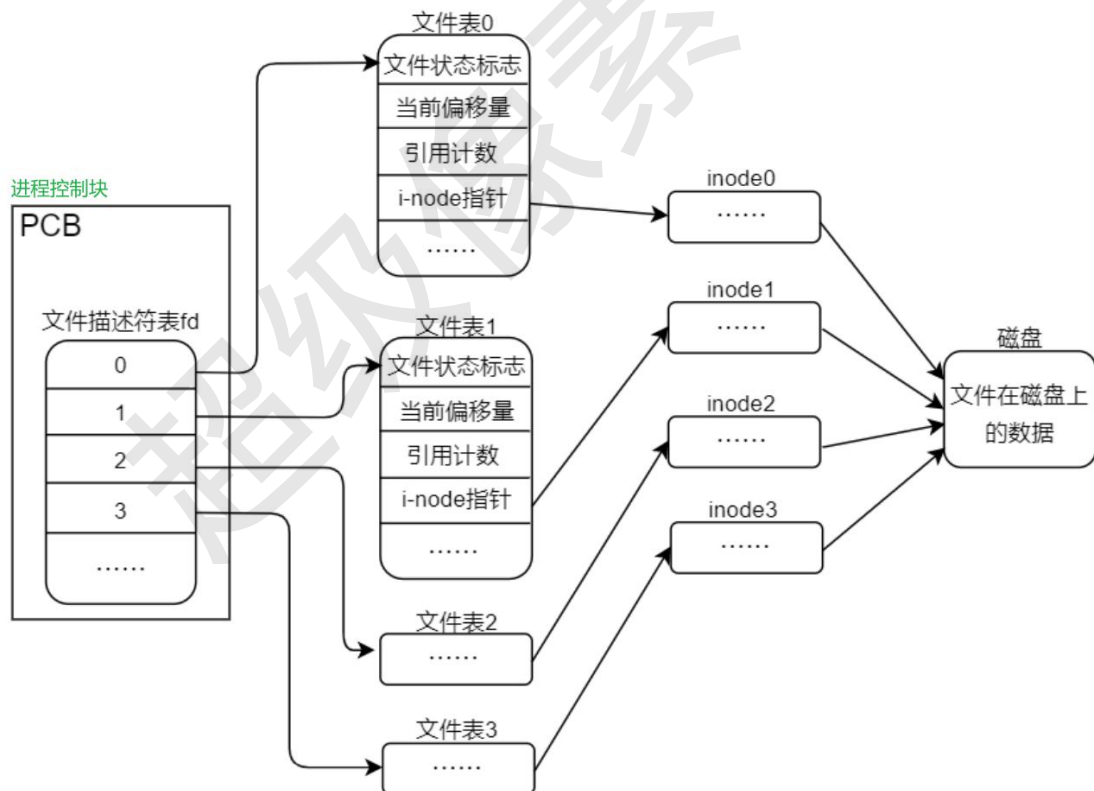 进程控制块
PCB
文件描述符表fd
0
1
2
3
……
文件表0
文件状态标志
当前偏移量
引用计数
i-node指针
……
文件表1
文件状态标志
当前偏移量
引用计数
i-node指针
……
文件表2
……
文件表3
……
inode0
……
inode1
……
inode2
……
inode3
……
磁盘
文件在磁盘上
的数据
超级像素